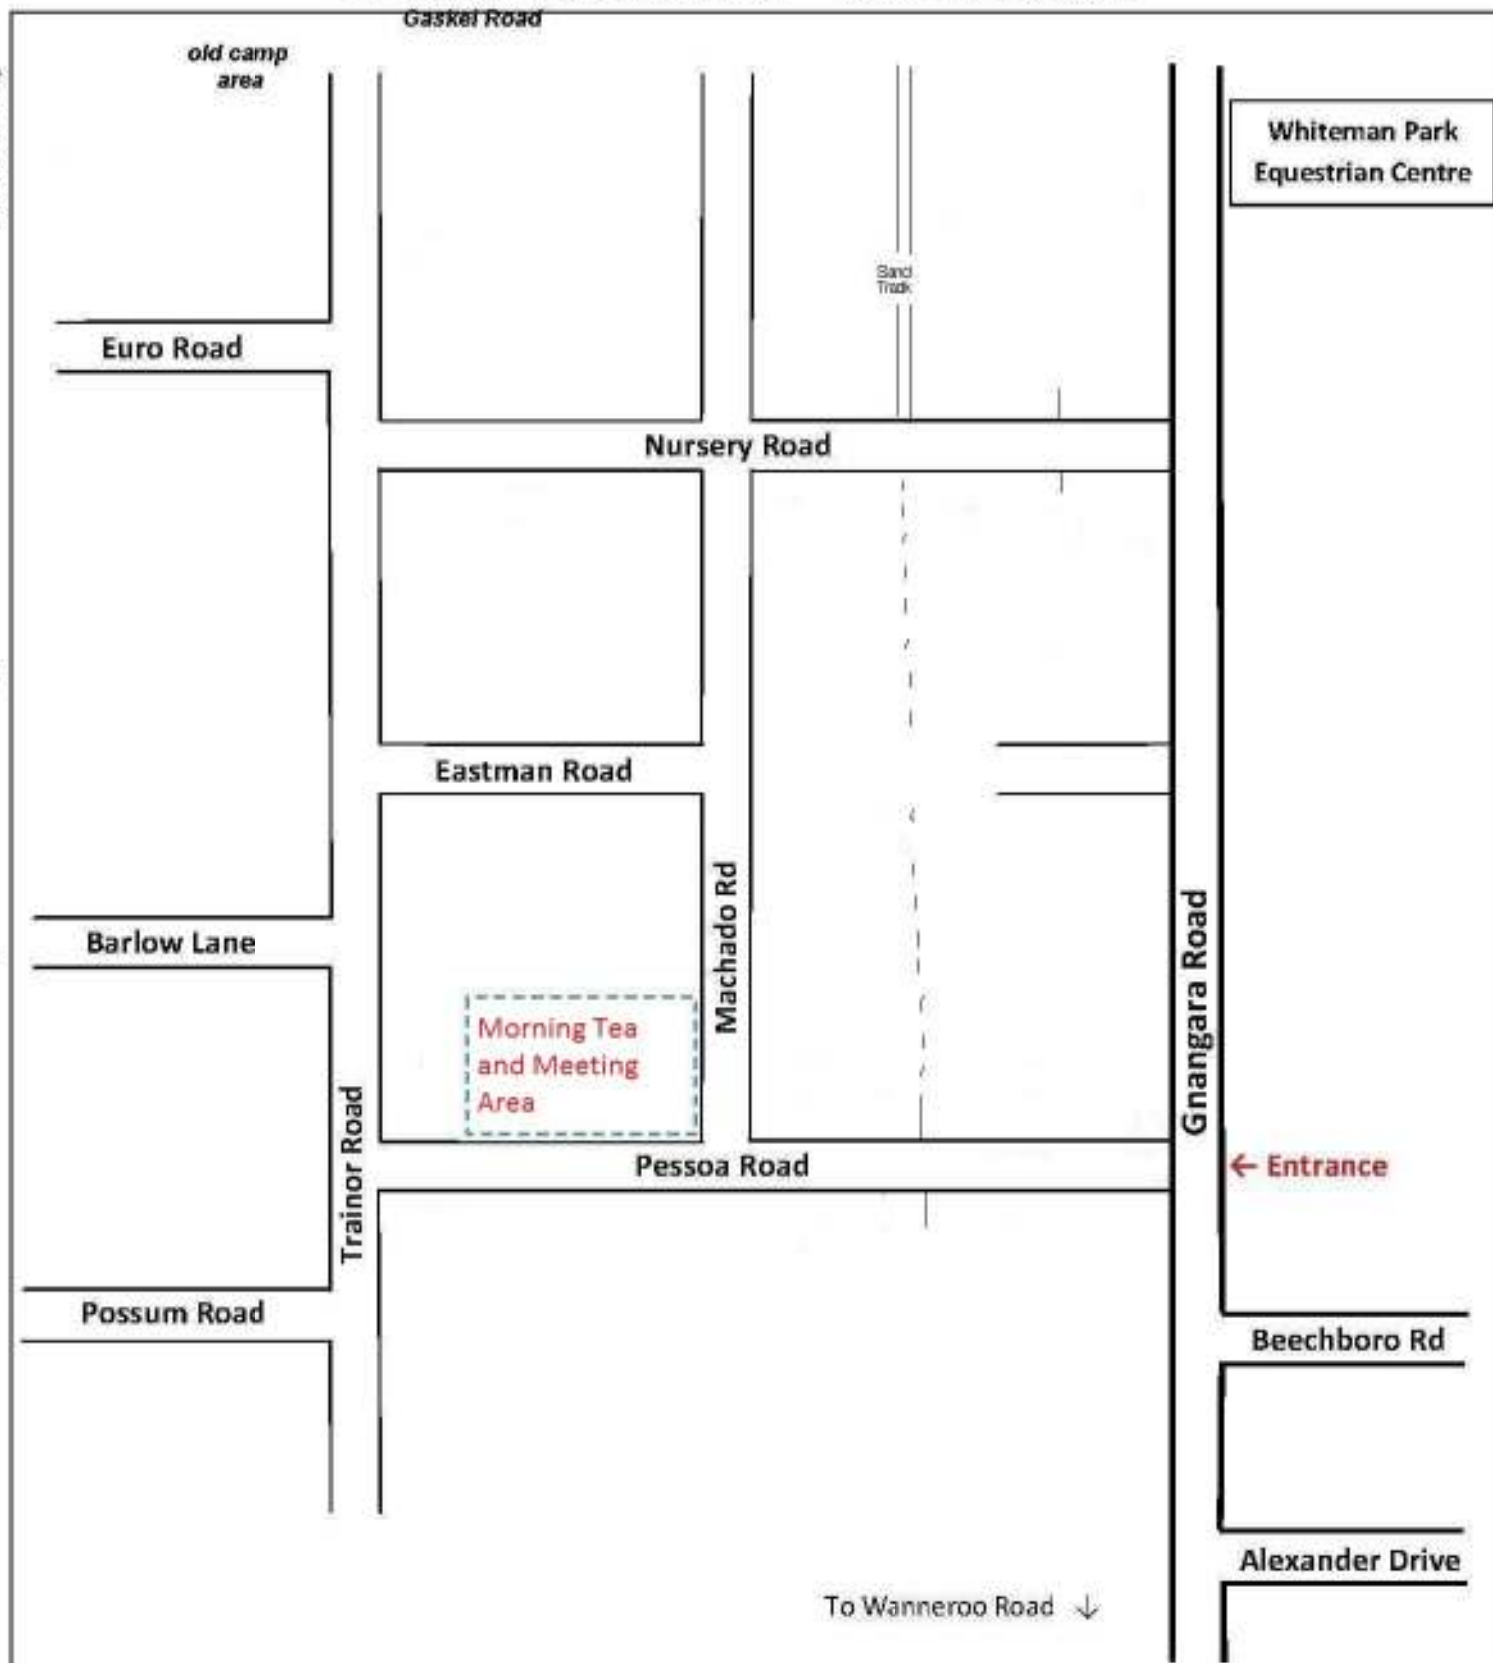 Gaskel Road
old camp
area
Whiteman Park
Equestrian Centre
Sand
Track
Euro Road
Nursery Road
Eastman Road
Machado Rd
Barlow Lane
Gnangara Road
Morning Tea
and Meeting
Area
Trainor Road
Pessoa Road
← Entrance
Possum Road
Beechboro Rd
Alexander Drive
To Wanneroo Road ↓